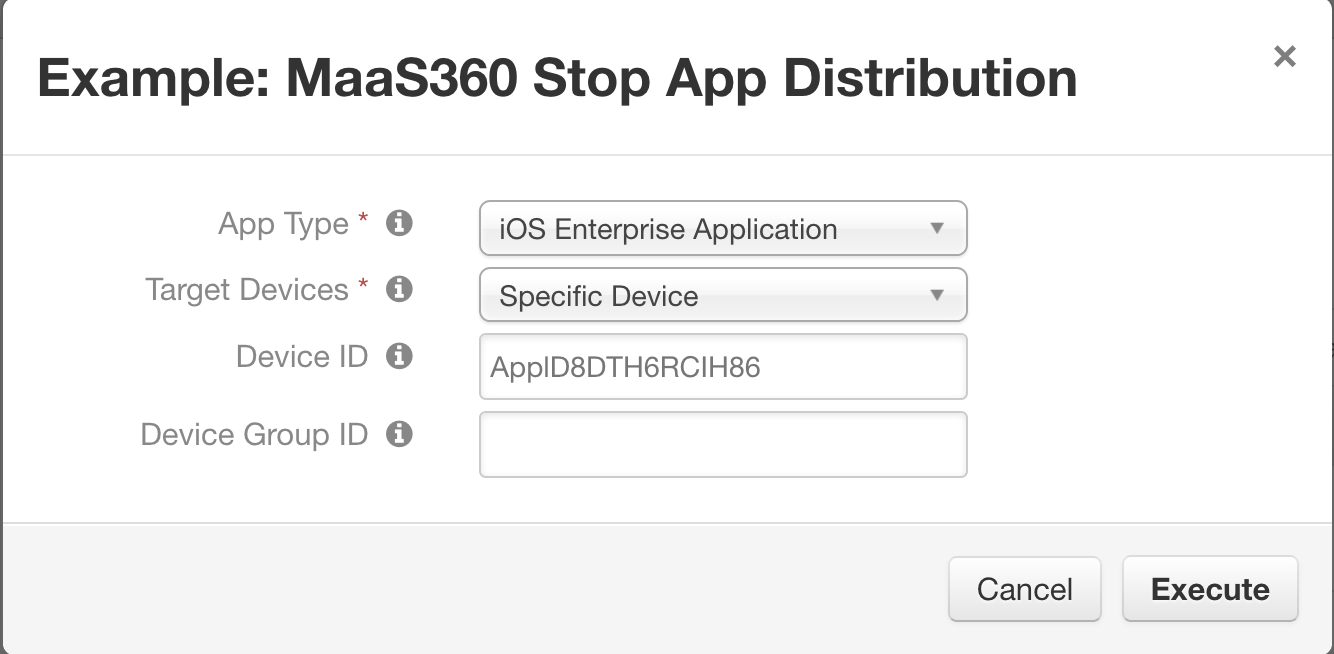 Example: MaaS360 Stop App Distribution
×
App Type *
iOS Enterprise Application
Target Devices *
Specific Device
Device ID
ApplD8DTH6RCIH86
Device Group ID
Cancel
Execute